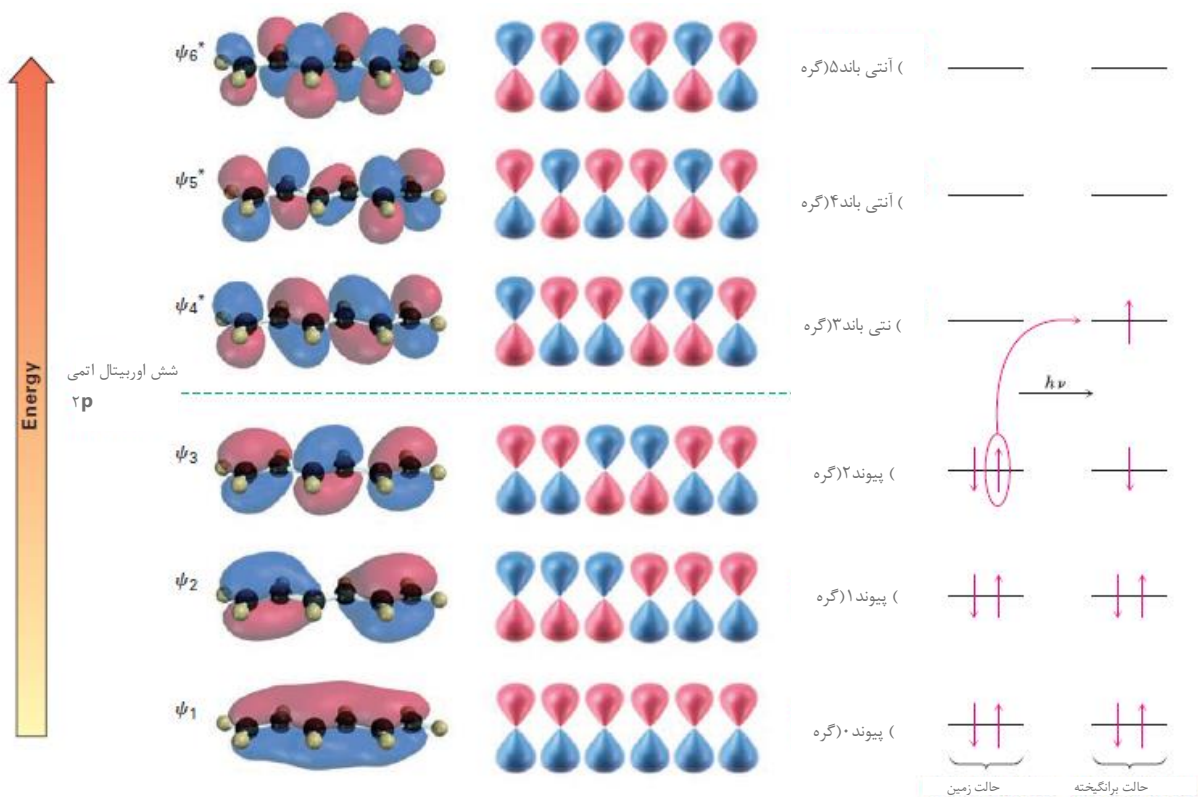 ψ6*
) آنتی باند۵(گره
ψ5*
) آنتی باند۴(گره
ψ4*
) نتی باند۳(گره
Energy
شش اوربیتال اتمی
۲p
hν
ψ3
) پیوند۲(گره
ψ2
) پیوند۱(گره
ψ1
) پیوند۰(گره
حالت زمین
حالت برانگیخته